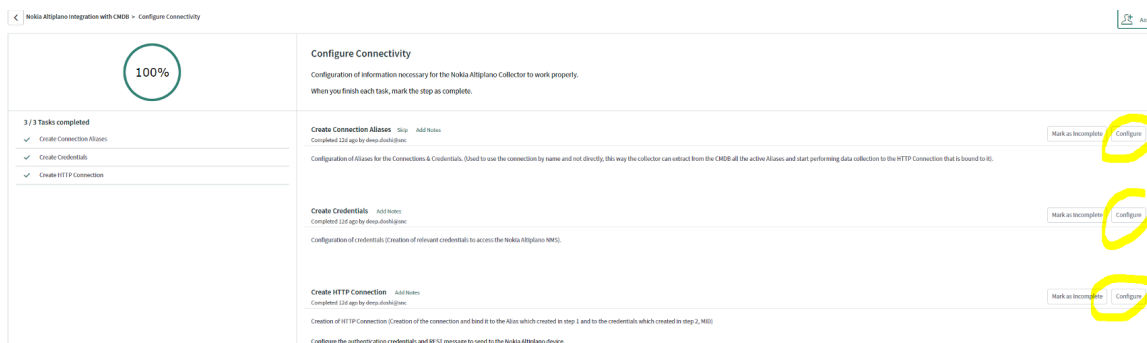 Nokia Altiplano Integration with CMDB > Configure Connectivity
As
100%
Configure Connectivity
Configuration of information necessary for the Nokia Altiplano Collector to work properly.
When you finish each task, mark the step as complete.
3 / 3 Tasks completed
Create Connection Aliases
Create Credentials
Create HTTP Connection
Create Connection Aliases Skip Add Notes
Completed 12d ago by deep.doshi@snc
Mark as Incomplete Configure
Configuration of Aliases for the Connections & Credentials. (Used to use the connection by name and not directly, this way the collector can extract from the CMDB all the active Aliases and start performing data collection to the HTTP Connection that is bound to it).
Create Credentials Add Notes
Completed 12d ago by deep.doshi@snc
Mark as Incomplete Configure
Configuration of credentials (Creation of relevant credentials to access the Nokia Altiplano NMS).
Create HTTP Connection Add Notes
Completed 12d ago by deep.doshi@snc
Mark as Incomplete Configure
Creation of HTTP Connection (Creation of the connection and bind it to the Alias which created in step 1 and to the credentials which created in step 2, MID)
Configure the authentication credentials and REST message to send to the Nokia Altiplano device.